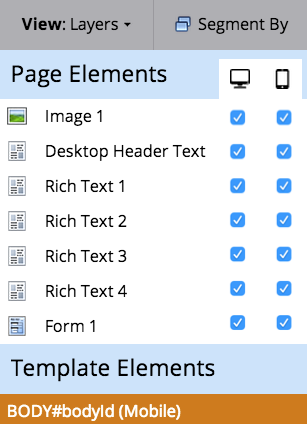 View: Layers
Segment By
Page Elements
Image 1
Desktop Header Text
Rich Text 1
Rich Text 2
Rich Text 3
Rich Text 4
Form 1
Template Elements
BODY#bodyId (Mobile)